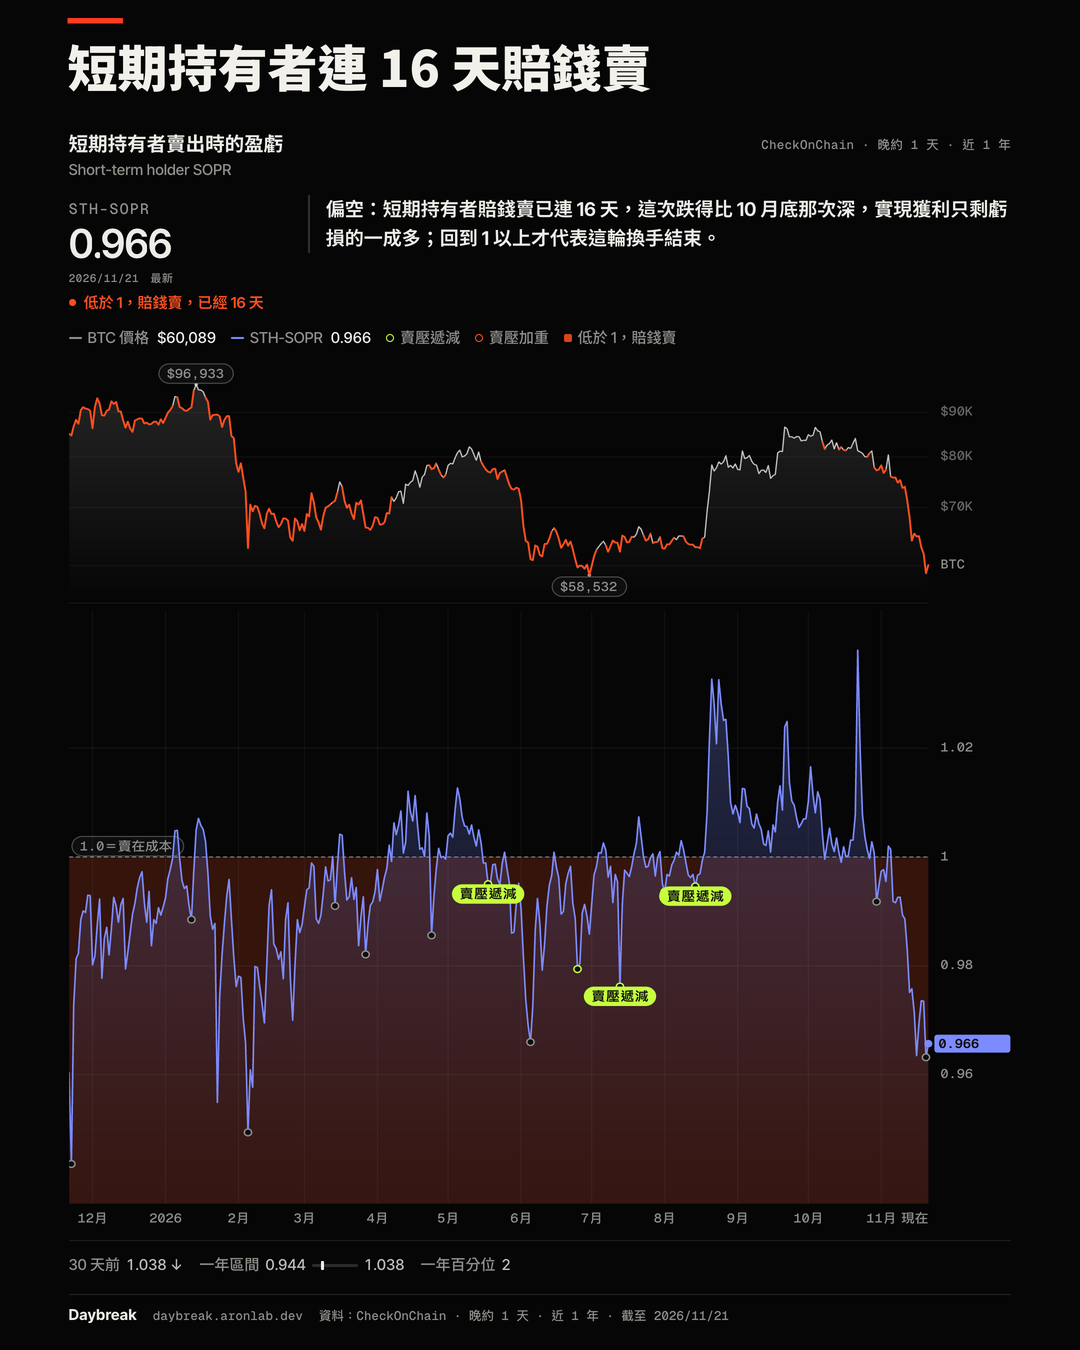 短期持有者連 16 天賠錢賣
短期持有者賣出時的盈虧
Short-term holder SOPR
CheckOnChain · 晚約 1 天 · 近 1 年
STH-SOPR
0.966
2026/11/21 最新
低於 1，賠錢賣，已經 16 天
偏空：短期持有者賠錢賣已連 16 天，這次跌得比 10 月底那次深，實現獲利只剩虧
損的一成多；回到 1 以上才代表這輪換手結束。
BTC 價格 $60,089 STH-SOPR 0.966 賣壓遞減 賣壓加重 低於 1，賠錢賣
$96,933
$90K
$80K
$70K
BTC
$58,532
1.02
1.0＝賣在成本
1
賣壓遞減
賣壓遞減
0.98
賣壓遞減
0.966
0.96
12月 2026 2月 3月 4月 5月 6月 7月 8月 9月 10月 11月 現在
30 天前 1.038 ↓ 一年區間 0.944 1.038 一年百分位 2
Daybreak daybreak.aronlab.dev 資料：CheckOnChain · 晚約 1 天 · 近 1 年 · 截至 2026/11/21